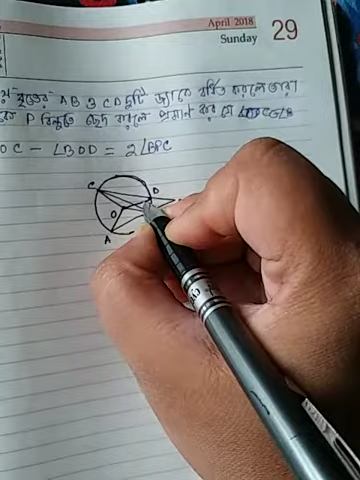 April 2018
Sunday 29
বৃত্তের AB ও CD দুটি জ্যাকে বর্ধিত করলে তারা
P বিন্দুতে ছেদ করলে প্রমাণ কর যে
OC - ∠BOD = 2∠BPC
C
D
O
A